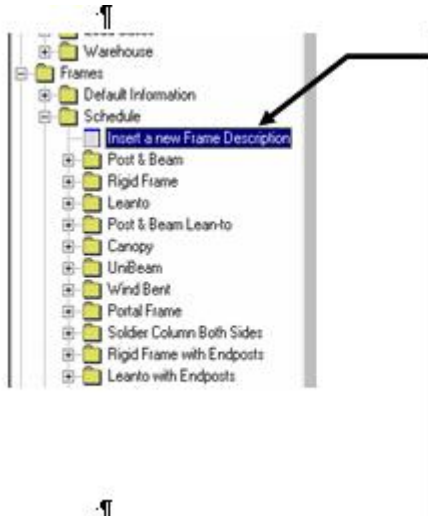 ¶
Warehouse
Frames
Default Information
Schedule
Insert a new Frame Description
Post & Beam
Rigid Frame
Leanto
Post & Beam Lean-to
Canopy
UniBeam
Wind Bent
Portal Frame
Soldier Column Both Sides
Rigid Frame with Endposts
Leanto with Endposts
¶